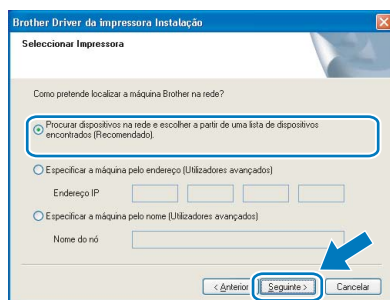 Brother Driver da impressora Instalação
Seleccionar Impressora
Como pretende localizar a máquina Brother na rede?
Procurar dispositivos na rede e escolher a partir de uma lista de dispositivos
encontrados (Recomendado).
Especificar a máquina pelo endereço (Utilizadores avançados)
Endereço IP
Especificar a máquina pelo nome (Utilizadores avançados)
Nome do nó
< Anterior Seguinte > Cancelar